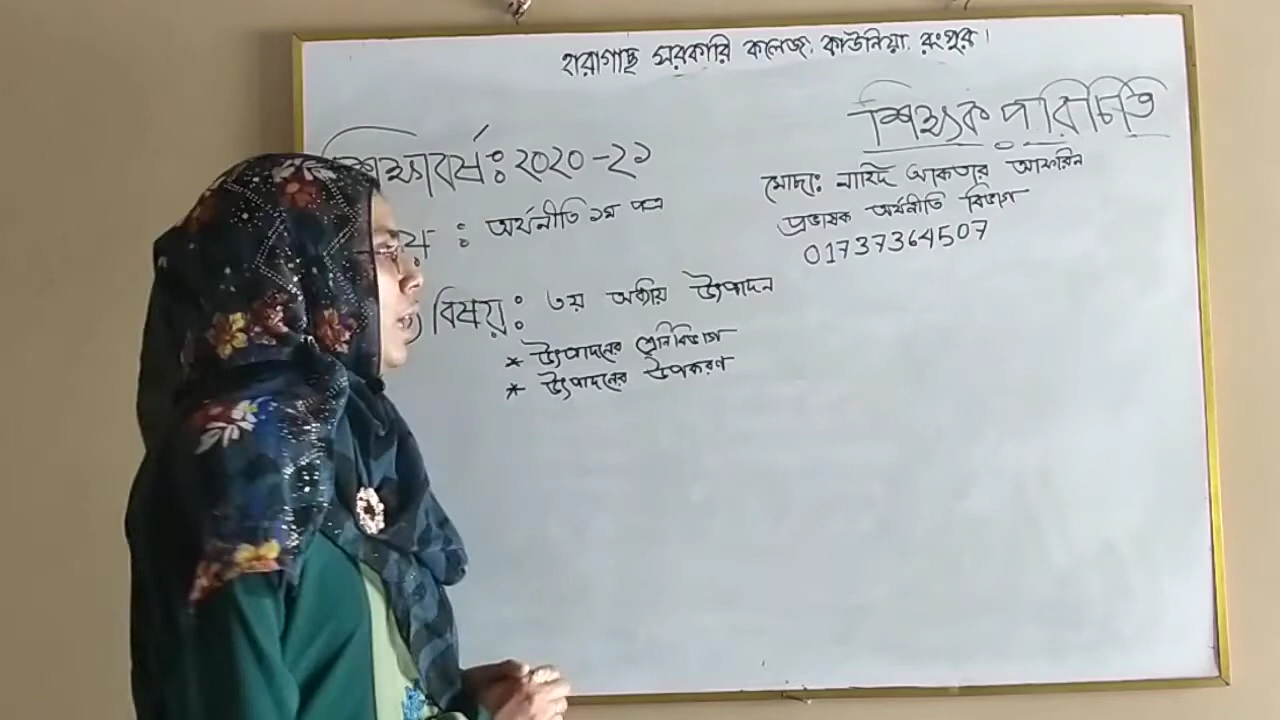 হারাগাছ সরকারি কলেজ, কাউনিয়া, রংপুর।
শিক্ষক পরিচিতি
শিক্ষাবর্ষ: ২০২০-২১
মোছাঃ নাহিদ আকতার আফরিন
: অর্থনীতি ১ম পত্র
প্রভাষক অর্থনীতি বিভাগ
01737364507
বিষয়: ৩য় অধ্যায় উৎপাদন
* উৎপাদনের শ্রেনিবিভাগ
* উৎপাদনের উপকরণ